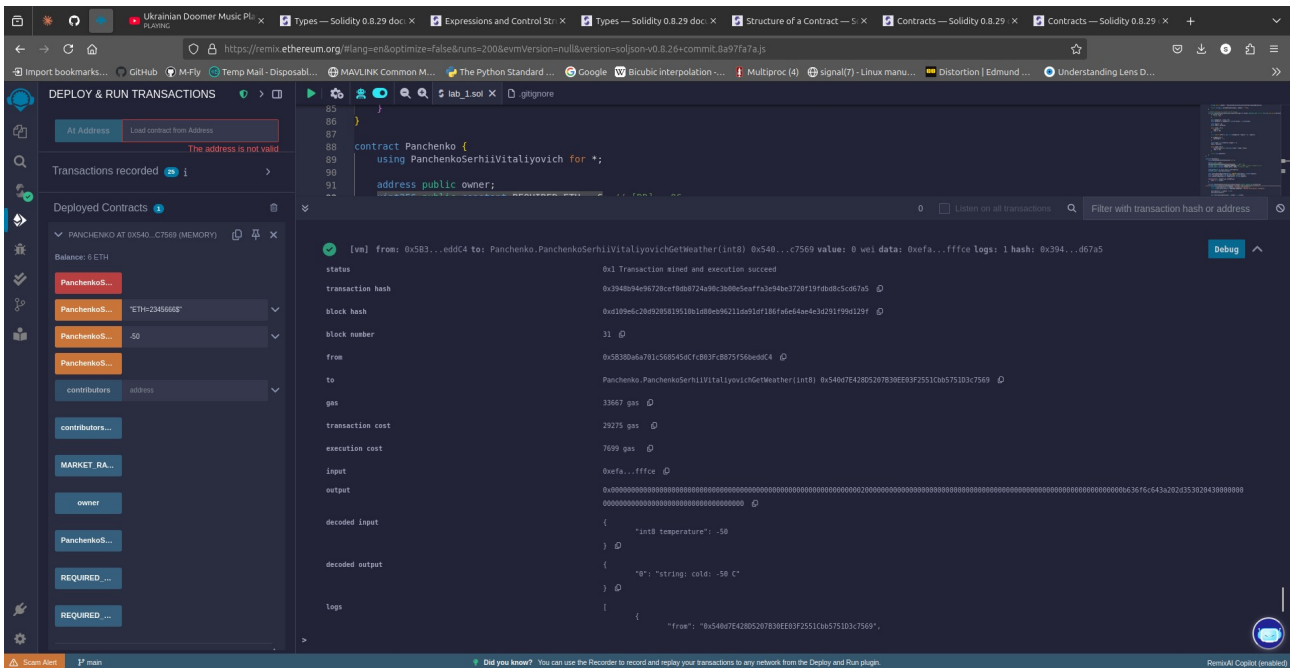 Ukrainian Doomer Music Pla
PLAYING
Types — Solidity 0.8.29 doc
Expressions and Control Str
Types — Solidity 0.8.29 doc
Structure of a Contract — S
Contracts — Solidity 0.8.29
Contracts — Solidity 0.8.29
https://remix.ethereum.org/#lang=en&optimize=false&runs=200&evmVersion=null&version=soljson-v0.8.26+commit.8a97fa7a.js
Import bookmarks... GitHub M-Fly Temp Mail - Disposabl... MAVLINK Common M... The Python Standard ... Google Bicubic interpolation -... Multiproc (4) signal(7) - Linux manu... Distortion | Edmund ... Understanding Lens D...
DEPLOY & RUN TRANSACTIONS
lab_1.sol
.gitignore
At Address
Load contract from Address
The address is not valid
Transactions recorded 25 i
Deployed Contracts 1
PANCHENKO AT 0X540...C7569 (MEMORY)
Balance: 6 ETH
PanchenkoS...
PanchenkoS... "ETH=2345666$"
PanchenkoS... -50
PanchenkoS...
contributors address
contributors...
MARKET_RA...
owner
PanchenkoS...
REQUIRED_...
REQUIRED_...
85 }
86 }
87
88 contract Panchenko {
89 using PanchenkoSerhiiVitaliyovich for *;
90
91 address public owner;
0 Listen on all transactions Filter with transaction hash or address
[vm] from: 0x5B3...eddC4 to: Panchenko.PanchenkoSerhiiVitaliyovichGetWeather(int8) 0x540...c7569 value: 0 wei data: 0xefa...fffce logs: 1 hash: 0x394...d67a5
Debug
status 0x1 Transaction mined and execution succeed
transaction hash
block hash
block number 31
from 0x5B38Da6a701c568545dCfcB03FcB875f56beddC4
to Panchenko.PanchenkoSerhiiVitaliyovichGetWeather(int8) 0x540d7E428D5207B30EE03F2551Cbb5751D3c7569
gas 33667 gas
transaction cost 29275 gas
execution cost 7699 gas
input 0xefa...fffce
output
decoded input {
"int8 temperature": -50
}
decoded output {
"0": "string: cold: -50 C"
}
logs [
{
"from": "0x540d7E428D5207B30EE03F2551Cbb5751D3c7569",
>
Scam Alert main
Did you know? You can use the Recorder to record and replay your transactions to any network from the Deploy and Run plugin.
RemixAI Copilot (enabled)